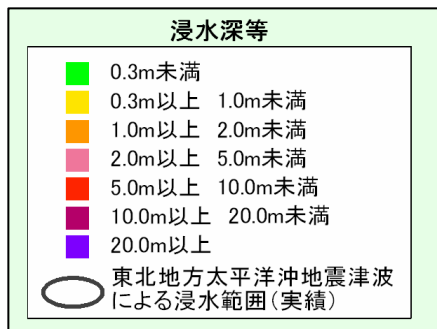 浸水深等
0.3m未満
0.3m以上 1.0m未満
1.0m以上 2.0m未満
2.0m以上 5.0m未満
5.0m以上 10.0m未満
10.0m以上 20.0m未満
20.0m以上
東北地方太平洋沖地震津波
による浸水範囲(実績)